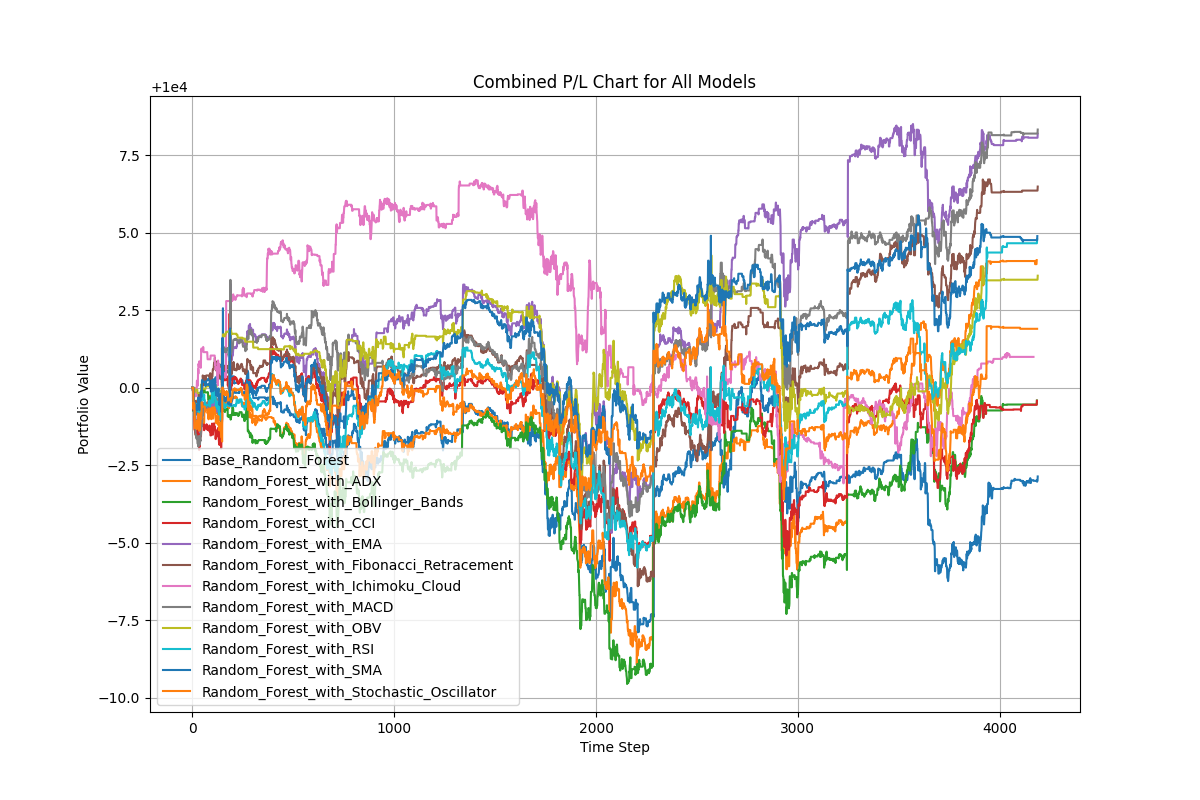 Combined P/L Chart for All Models
+1e4
7.5
5.0
2.5
0.0
−2.5
−5.0
−7.5
−10.0
Portfolio Value
Base_Random_Forest
Random_Forest_with_ADX
Random_Forest_with_Bollinger_Bands
Random_Forest_with_CCI
Random_Forest_with_EMA
Random_Forest_with_Fibonacci_Retracement
Random_Forest_with_Ichimoku_Cloud
Random_Forest_with_MACD
Random_Forest_with_OBV
Random_Forest_with_RSI
Random_Forest_with_SMA
Random_Forest_with_Stochastic_Oscillator
0 1000 2000 3000 4000
Time Step